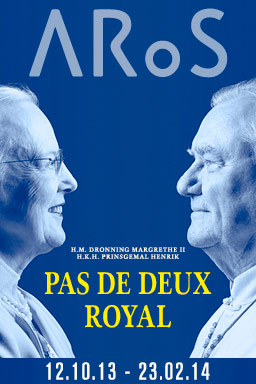 ARoS
H.M. DRONNING MARGRETHE II
H.K.H. PRINSGEMAL HENRIK
PAS DE DEUX
ROYAL
12.10.13 - 23.02.14